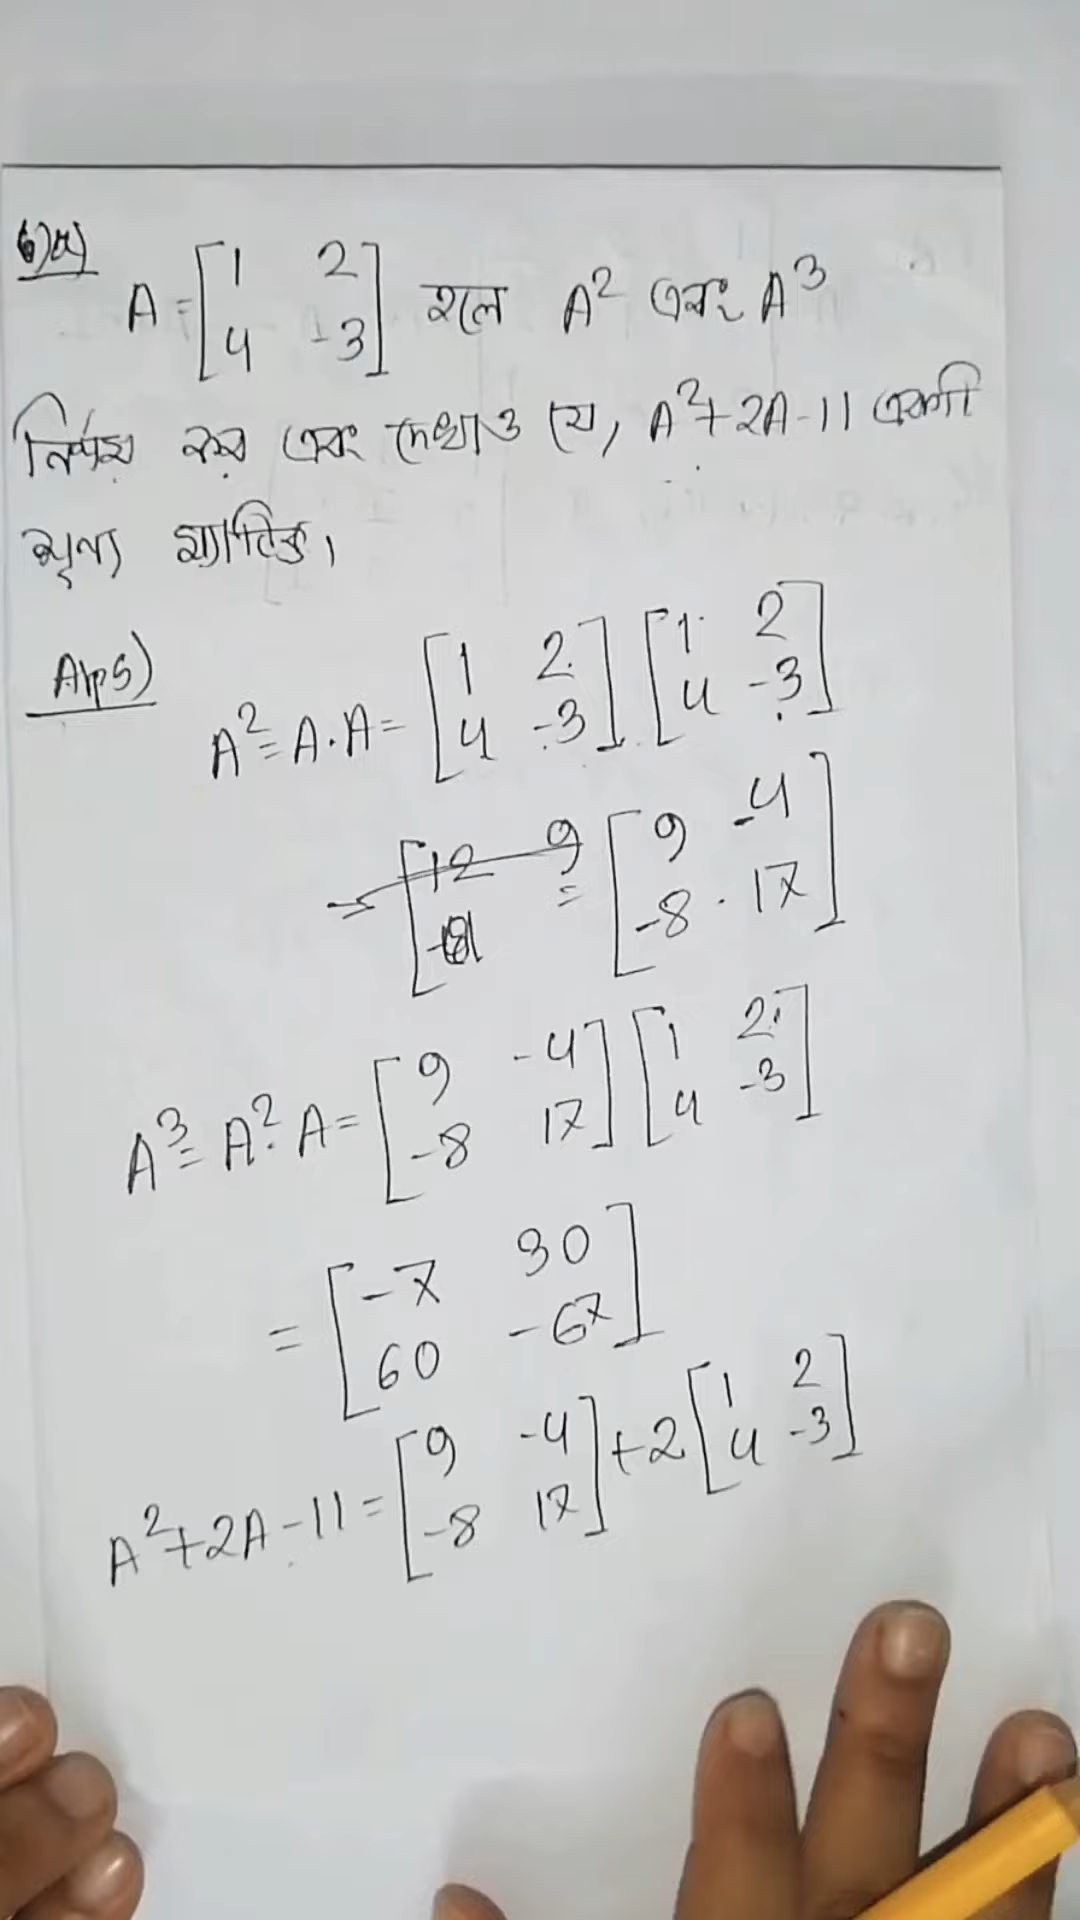 ৬)a)
A = [1 2; 4 -3] হলে A² এবং A³
নির্ণয় কর এবং দেখাও যে, A²+2A-11 একটি
শূন্য ম্যাট্রিক্স।
A² = A.A = [1 2; 4 -3] [1 2; 4 -3]
= [9 -4; -8 17]
A³ = A². A = [9 -4; -8 17] [1 2; 4 -3]
= [-7 30; 60 -67]
A²+2A-11 = [9 -4; -8 17] +2 [1 2; 4 -3]